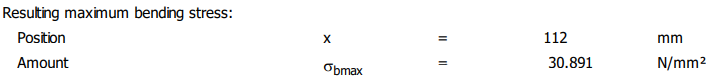 Resulting maximum bending stress:
Position x = 112 mm
Amount σbmax = 30.891 N/mm²